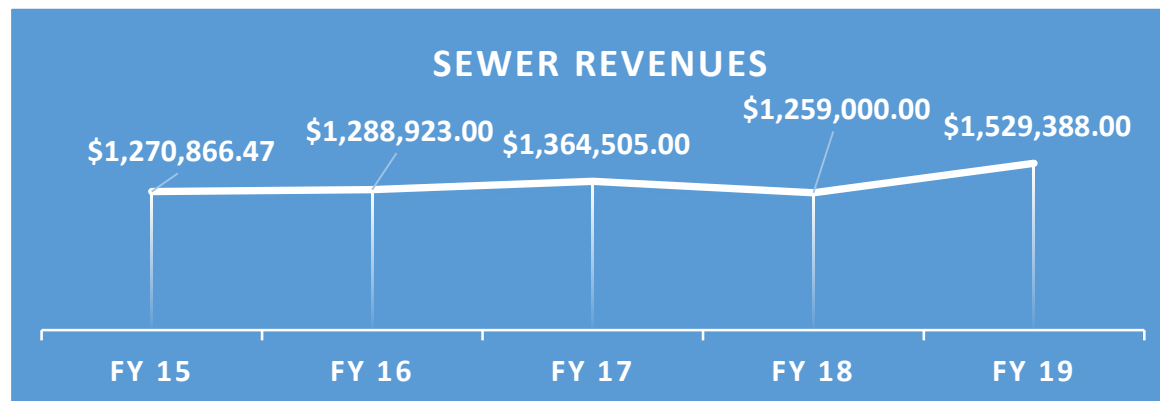 SEWER REVENUES
$1,270,866.47
$1,288,923.00
$1,364,505.00
$1,259,000.00
$1,529,388.00
FY 15
FY 16
FY 17
FY 18
FY 19